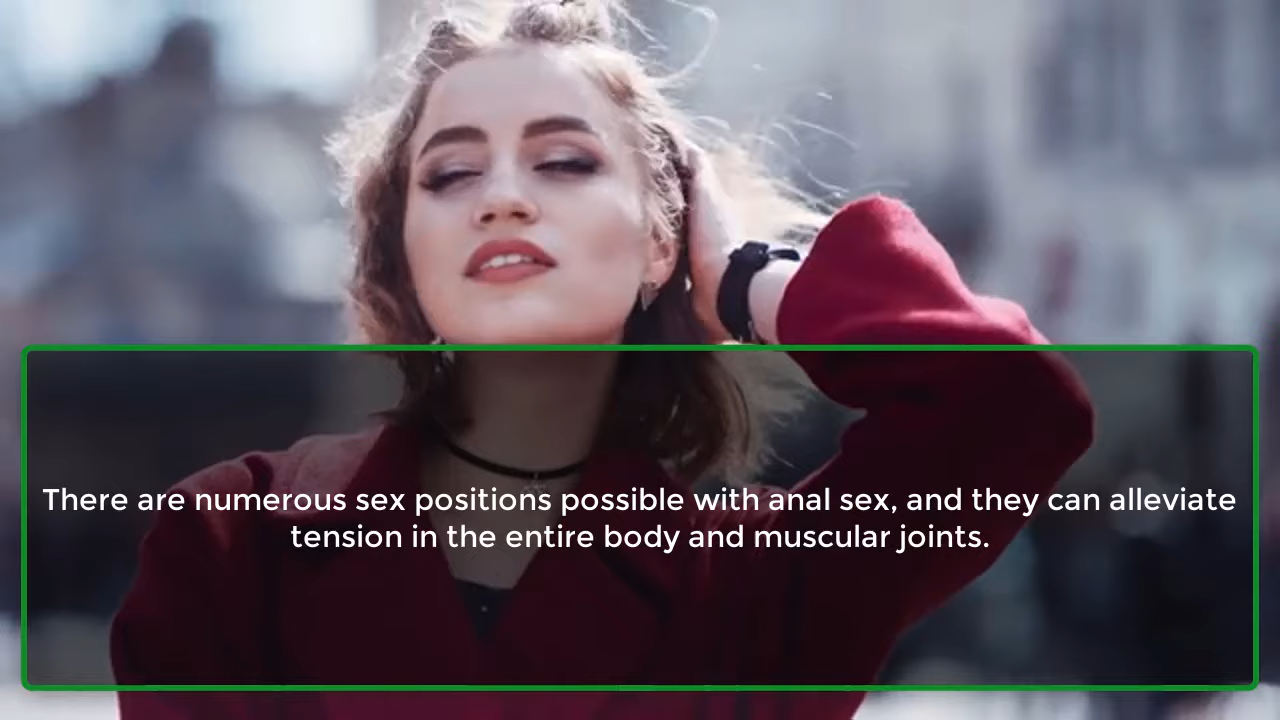 There are numerous sex positions possible with anal sex, and they can alleviate
tension in the entire body and muscular joints.